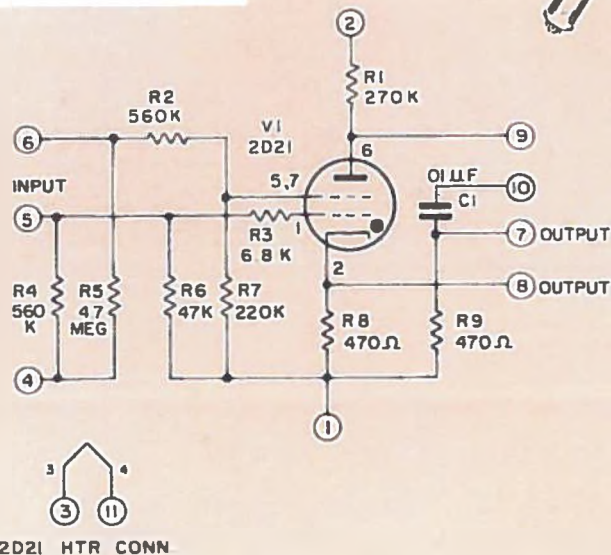 2
R1
270K
R2
560K
V1
2D21
6
6
9
INPUT
5,7
.01µµF
10
C1
5
1
7 OUTPUT
R3
6.8 K
2
8 OUTPUT
R4
560
K
R5
4.7
MEG
R6
47K
R7
220K
R8
470Ω
R9
470Ω
4
1
3
4
3
11
2D21 HTR CONN